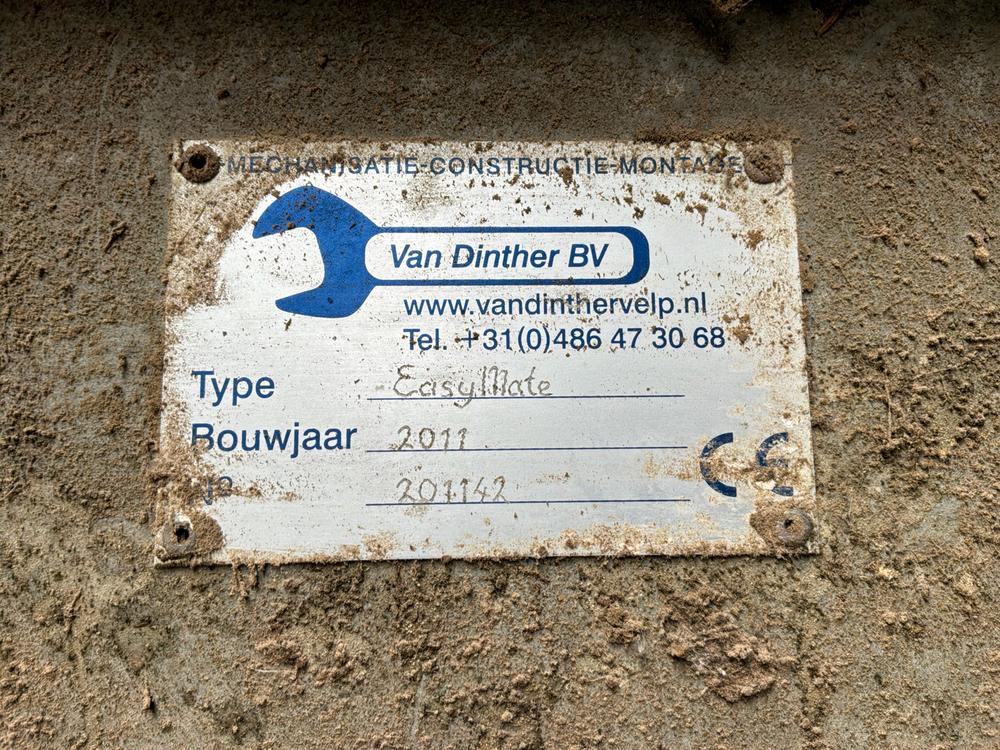 MECHANISATIE-CONSTRUCTIE-MONTAGE
Van Dinther BV
www.vandinthervelp.nl
Tel. +31(0)486 47 30 68
Type EasyMate
Bouwjaar 2011
Nº 201142
CE